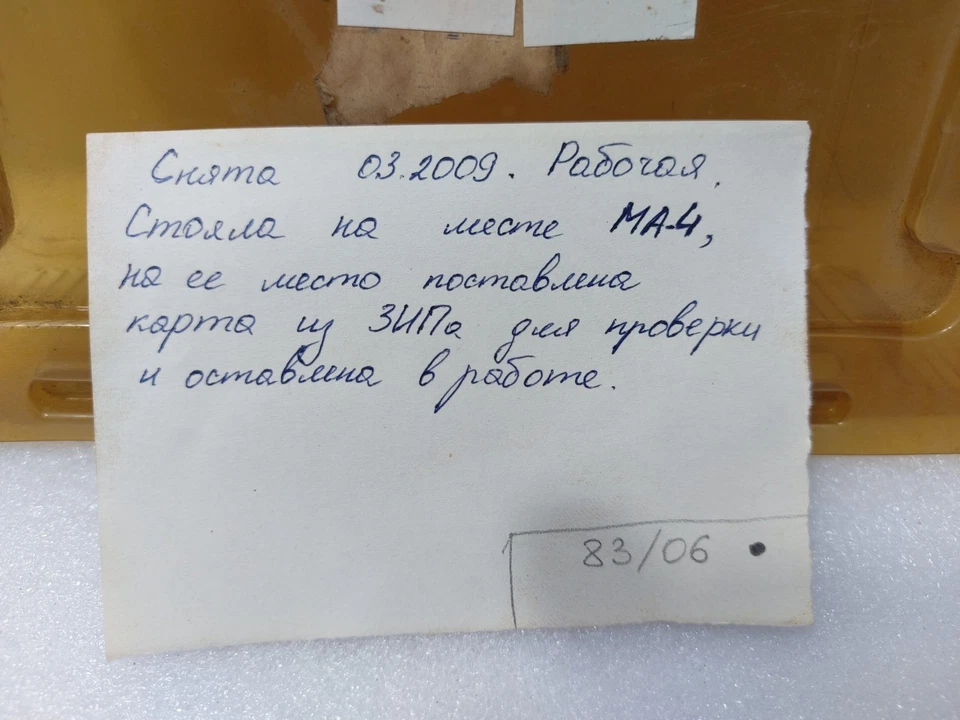 Снята 03.2009. Рабочая.
Стояла на месте МА-4,
на ее место поставлена
карта из ЗИПа для проверки
и оставлена в работе.
83/06